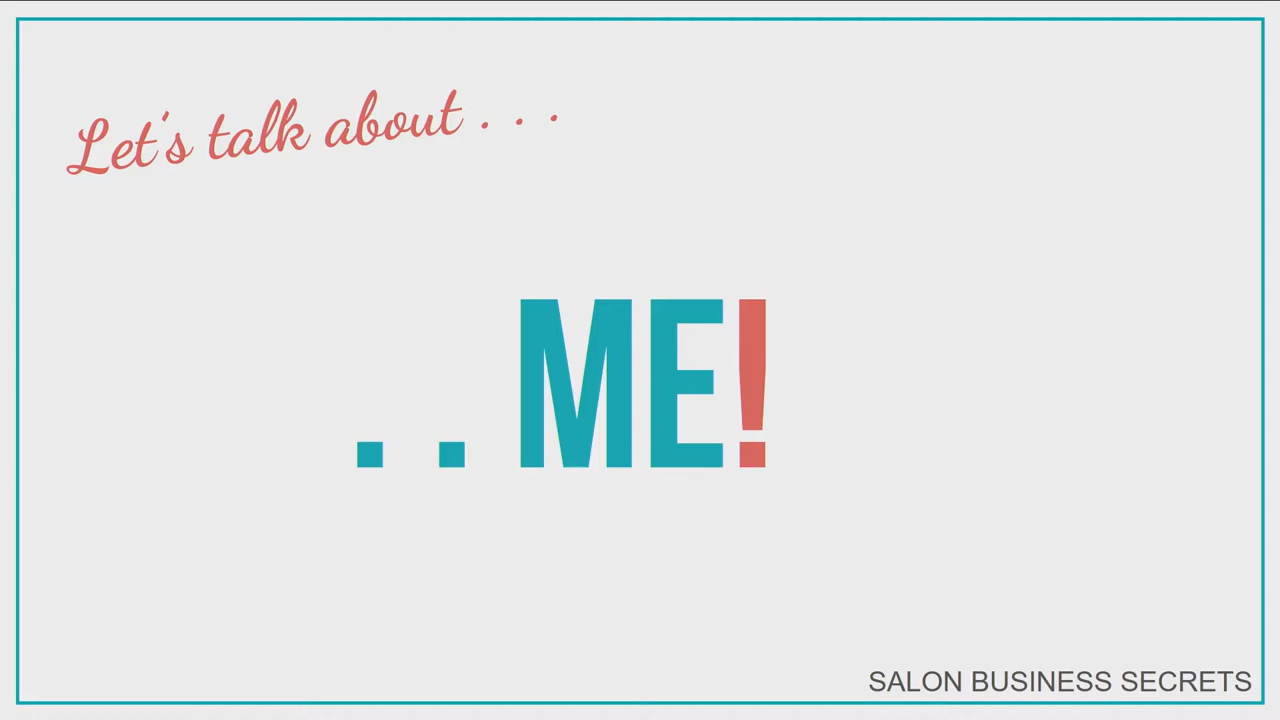 Let's talk about . . .
. . ME!
SALON BUSINESS SECRETS